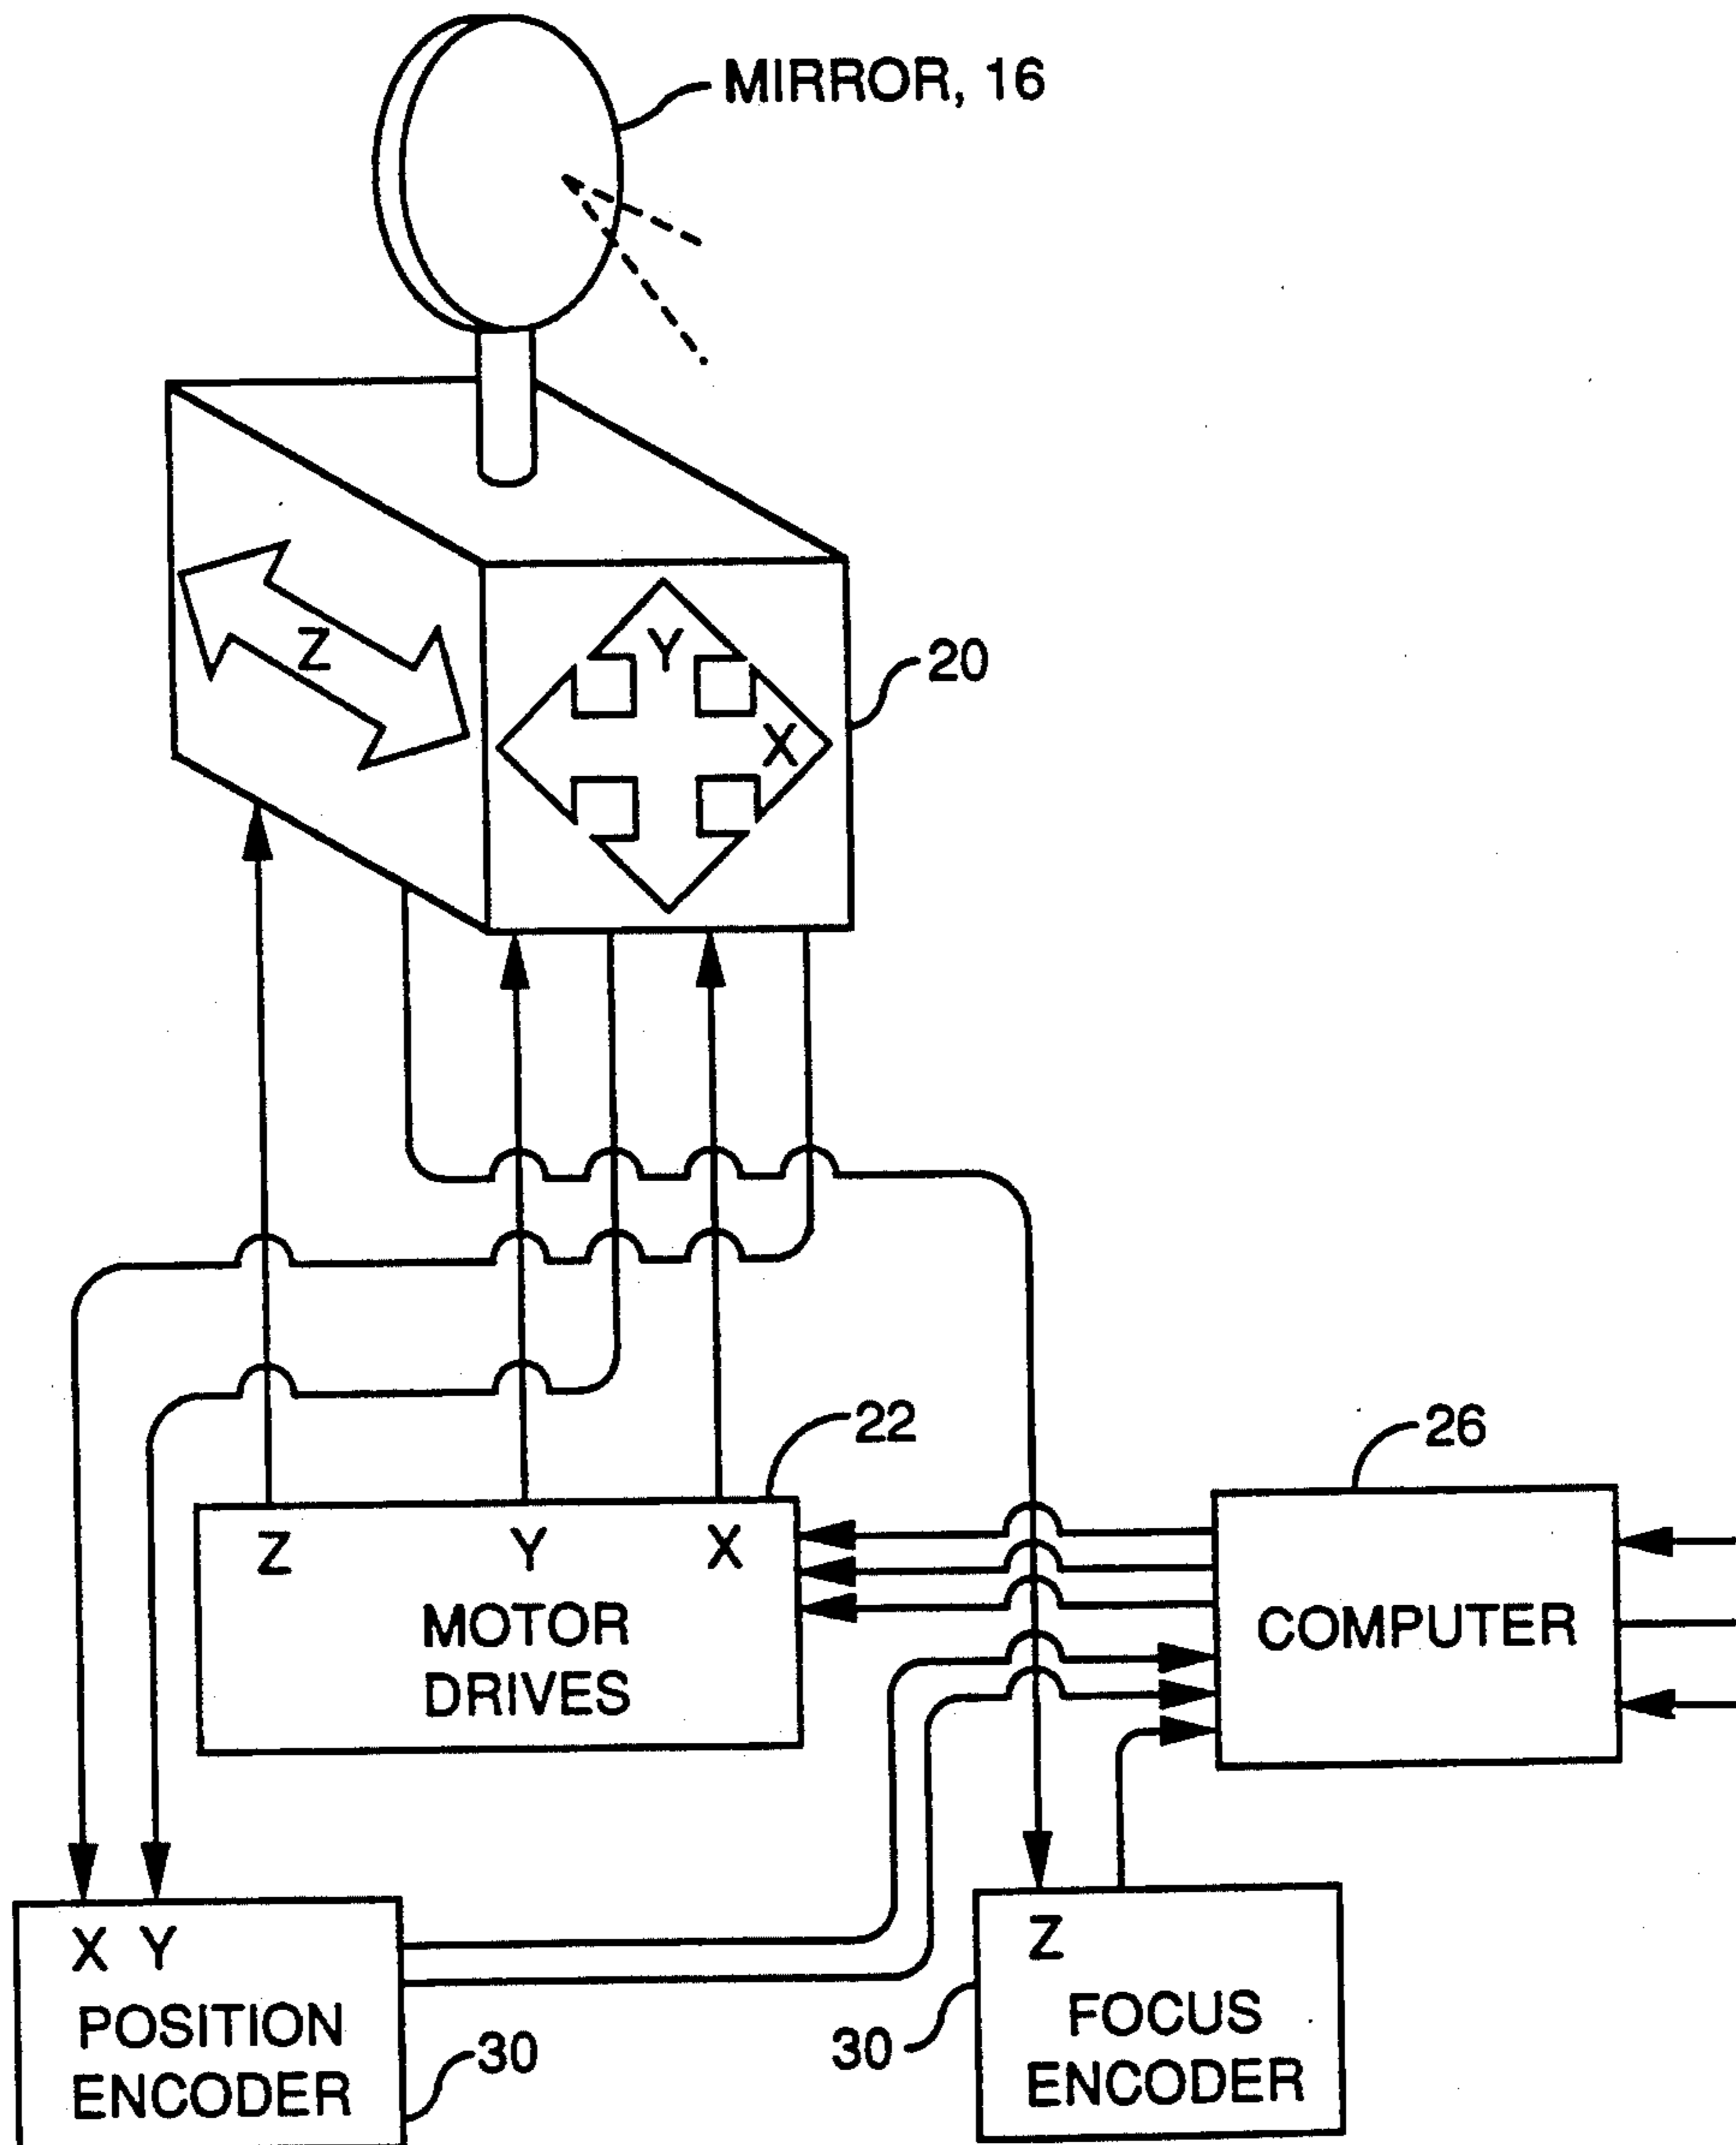 MIRROR, 16
Z
Y
X
20
22
26
Z Y X
MOTOR
DRIVES
COMPUTER
X Y
POSITION
ENCODER
30
30
Z
FOCUS
ENCODER